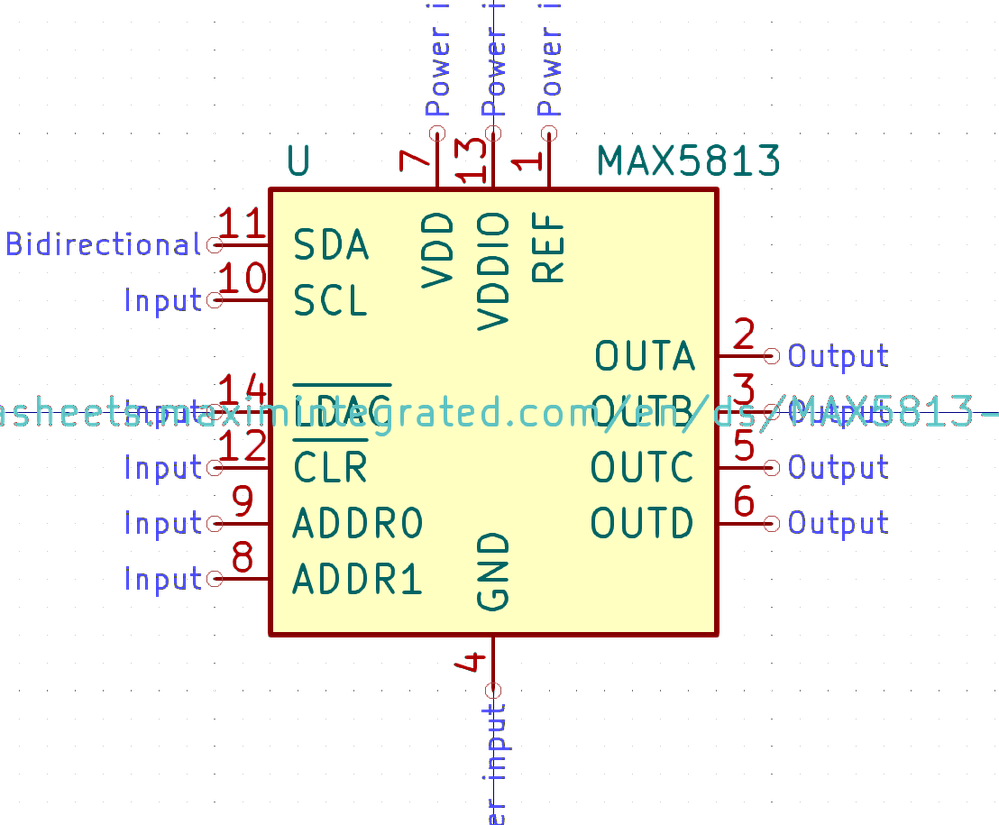 Power i
Power i
Power i
7
13
1
U
MAX5813
VDD
VDDIO
REF
Bidirectional
11
SDA
Input
10
SCL
OUTA
2
Output
Input
14
LDAC
OUTB
3
Output
asheets.maximintegrated.com/en/ds/MAX5813-
Input
12
CLR
OUTC
5
Output
Input
9
ADDR0
OUTD
6
Output
Input
8
ADDR1
GND
4
er input